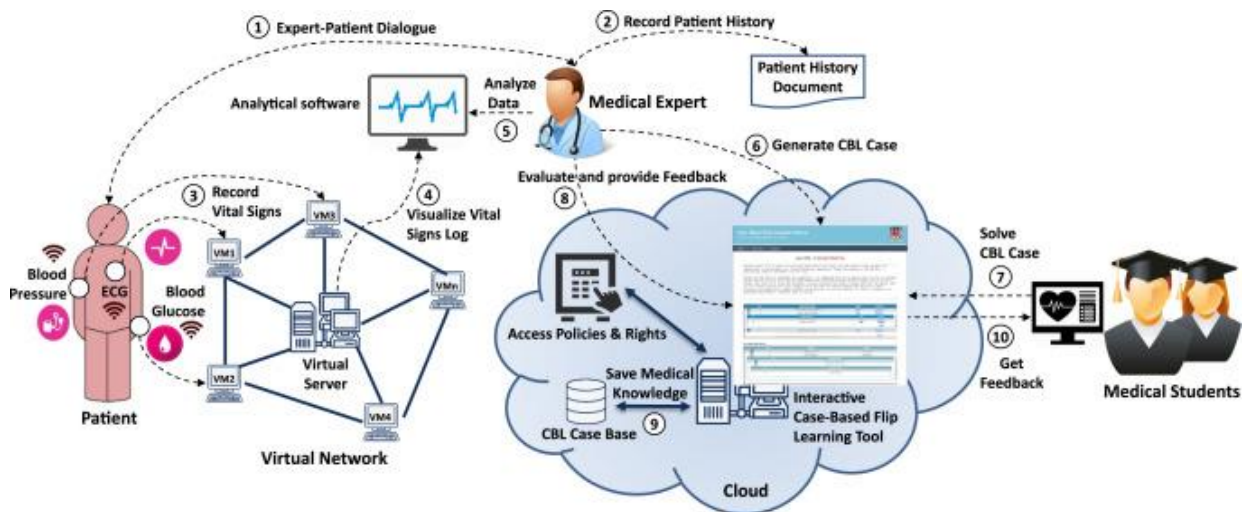 1 Expert-Patient Dialogue
2 Record Patient History
Patient History
Document
Analytical software
Analyze
Data
5
Medical Expert
6 Generate CBL Case
3 Record
Vital Signs
4
Visualize Vital
Signs Log
Evaluate and provide Feedback
8
VM1
VM3
VMn
VM2
VM4
Blood
Pressure
ECG
Blood
Glucose
Virtual
Server
Patient
Virtual Network
Access Policies & Rights
Save Medical
Knowledge
9
CBL Case Base
Interactive
Case-Based Flip
Learning Tool
Cloud
Solve
CBL Case
7
10
Get
Feedback
Medical Students